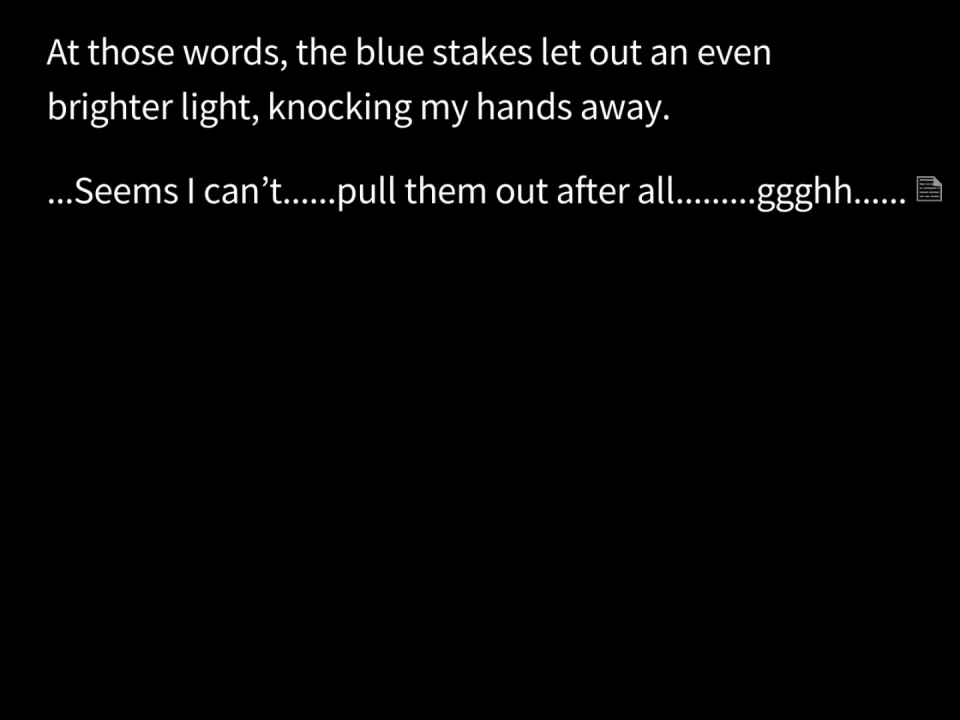 At those words, the blue stakes let out an even
brighter light, knocking my hands away.
...Seems I can’t......pull them out after all.........ggghh......